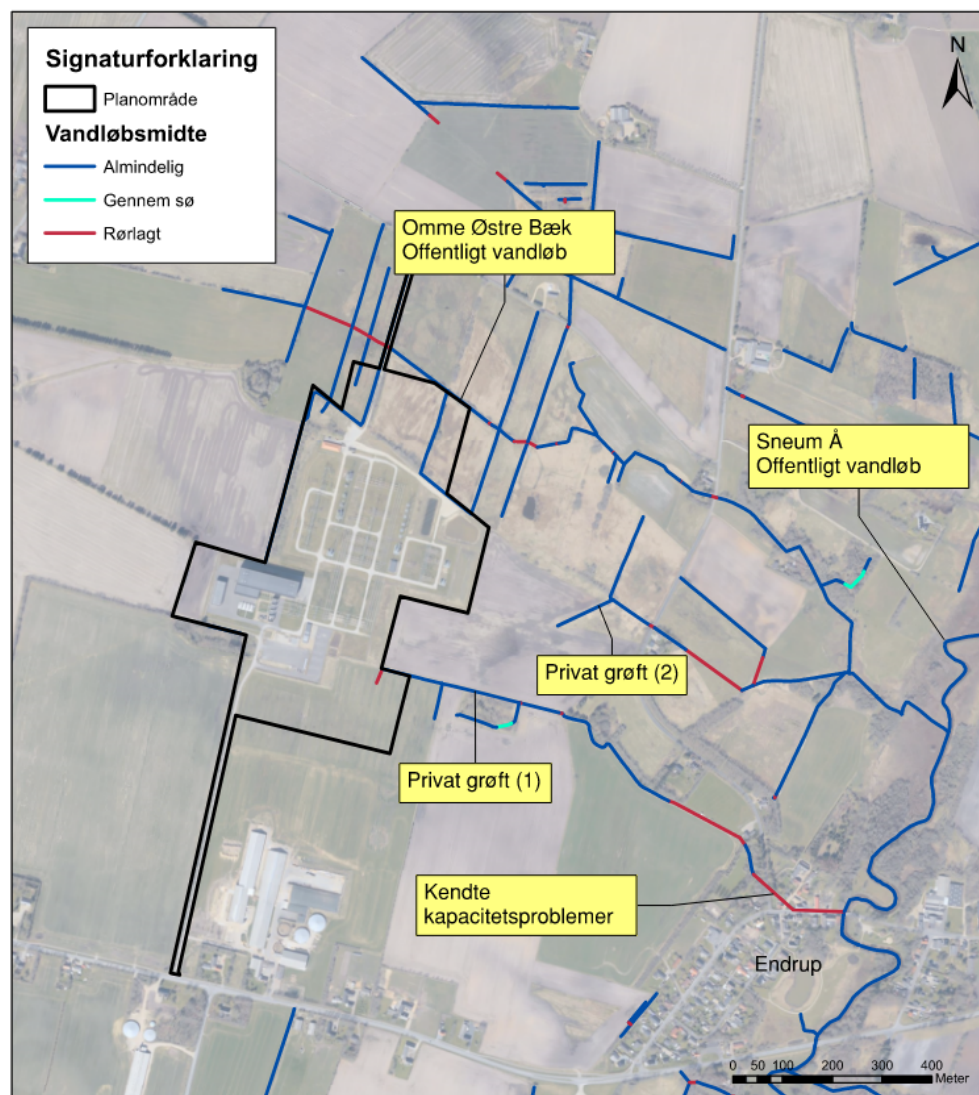 Signaturforklaring
Planområde
Vandløbsmidte
Almindelig
Gennem sø
Rørlagt
N
Omme Østre Bæk
Offentligt vandløb
Sneum Å
Offentligt vandløb
Privat grøft (2)
Privat grøft (1)
Kendte
kapacitetsproblemer
Endrup
0 50 100 200 300 400
Meter